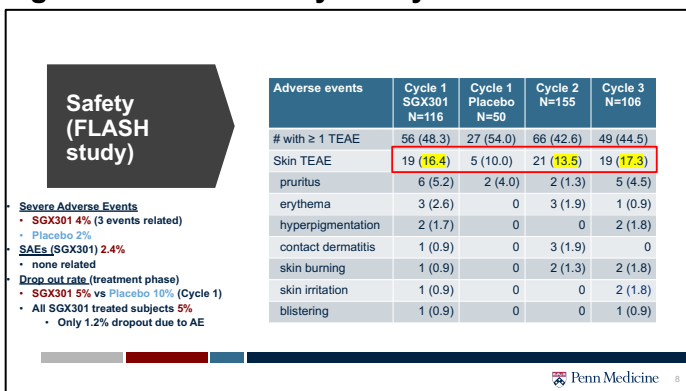 Safety
(FLASH
study)
• Severe Adverse Events
• SGX301 4% (3 events related)
• Placebo 2%
• SAEs (SGX301) 2.4%
• none related
• Drop out rate (treatment phase)
• SGX301 5% vs Placebo 10% (Cycle 1)
• All SGX301 treated subjects 5%
• Only 1.2% dropout due to AE
Adverse events Cycle 1 SGX301 N=116 Cycle 1 Placebo N=50 Cycle 2 N=155 Cycle 3 N=106
# with ≥ 1 TEAE 56 (48.3) 27 (54.0) 66 (42.6) 49 (44.5)
Skin TEAE 19 (16.4) 5 (10.0) 21 (13.5) 19 (17.3)
pruritus 6 (5.2) 2 (4.0) 2 (1.3) 5 (4.5)
erythema 3 (2.6) 0 3 (1.9) 1 (0.9)
hyperpigmentation 2 (1.7) 0 0 2 (1.8)
contact dermatitis 1 (0.9) 0 3 (1.9) 0
skin burning 1 (0.9) 0 2 (1.3) 2 (1.8)
skin irritation 1 (0.9) 0 0 2 (1.8)
blistering 1 (0.9) 0 0 1 (0.9)
Penn Medicine 8